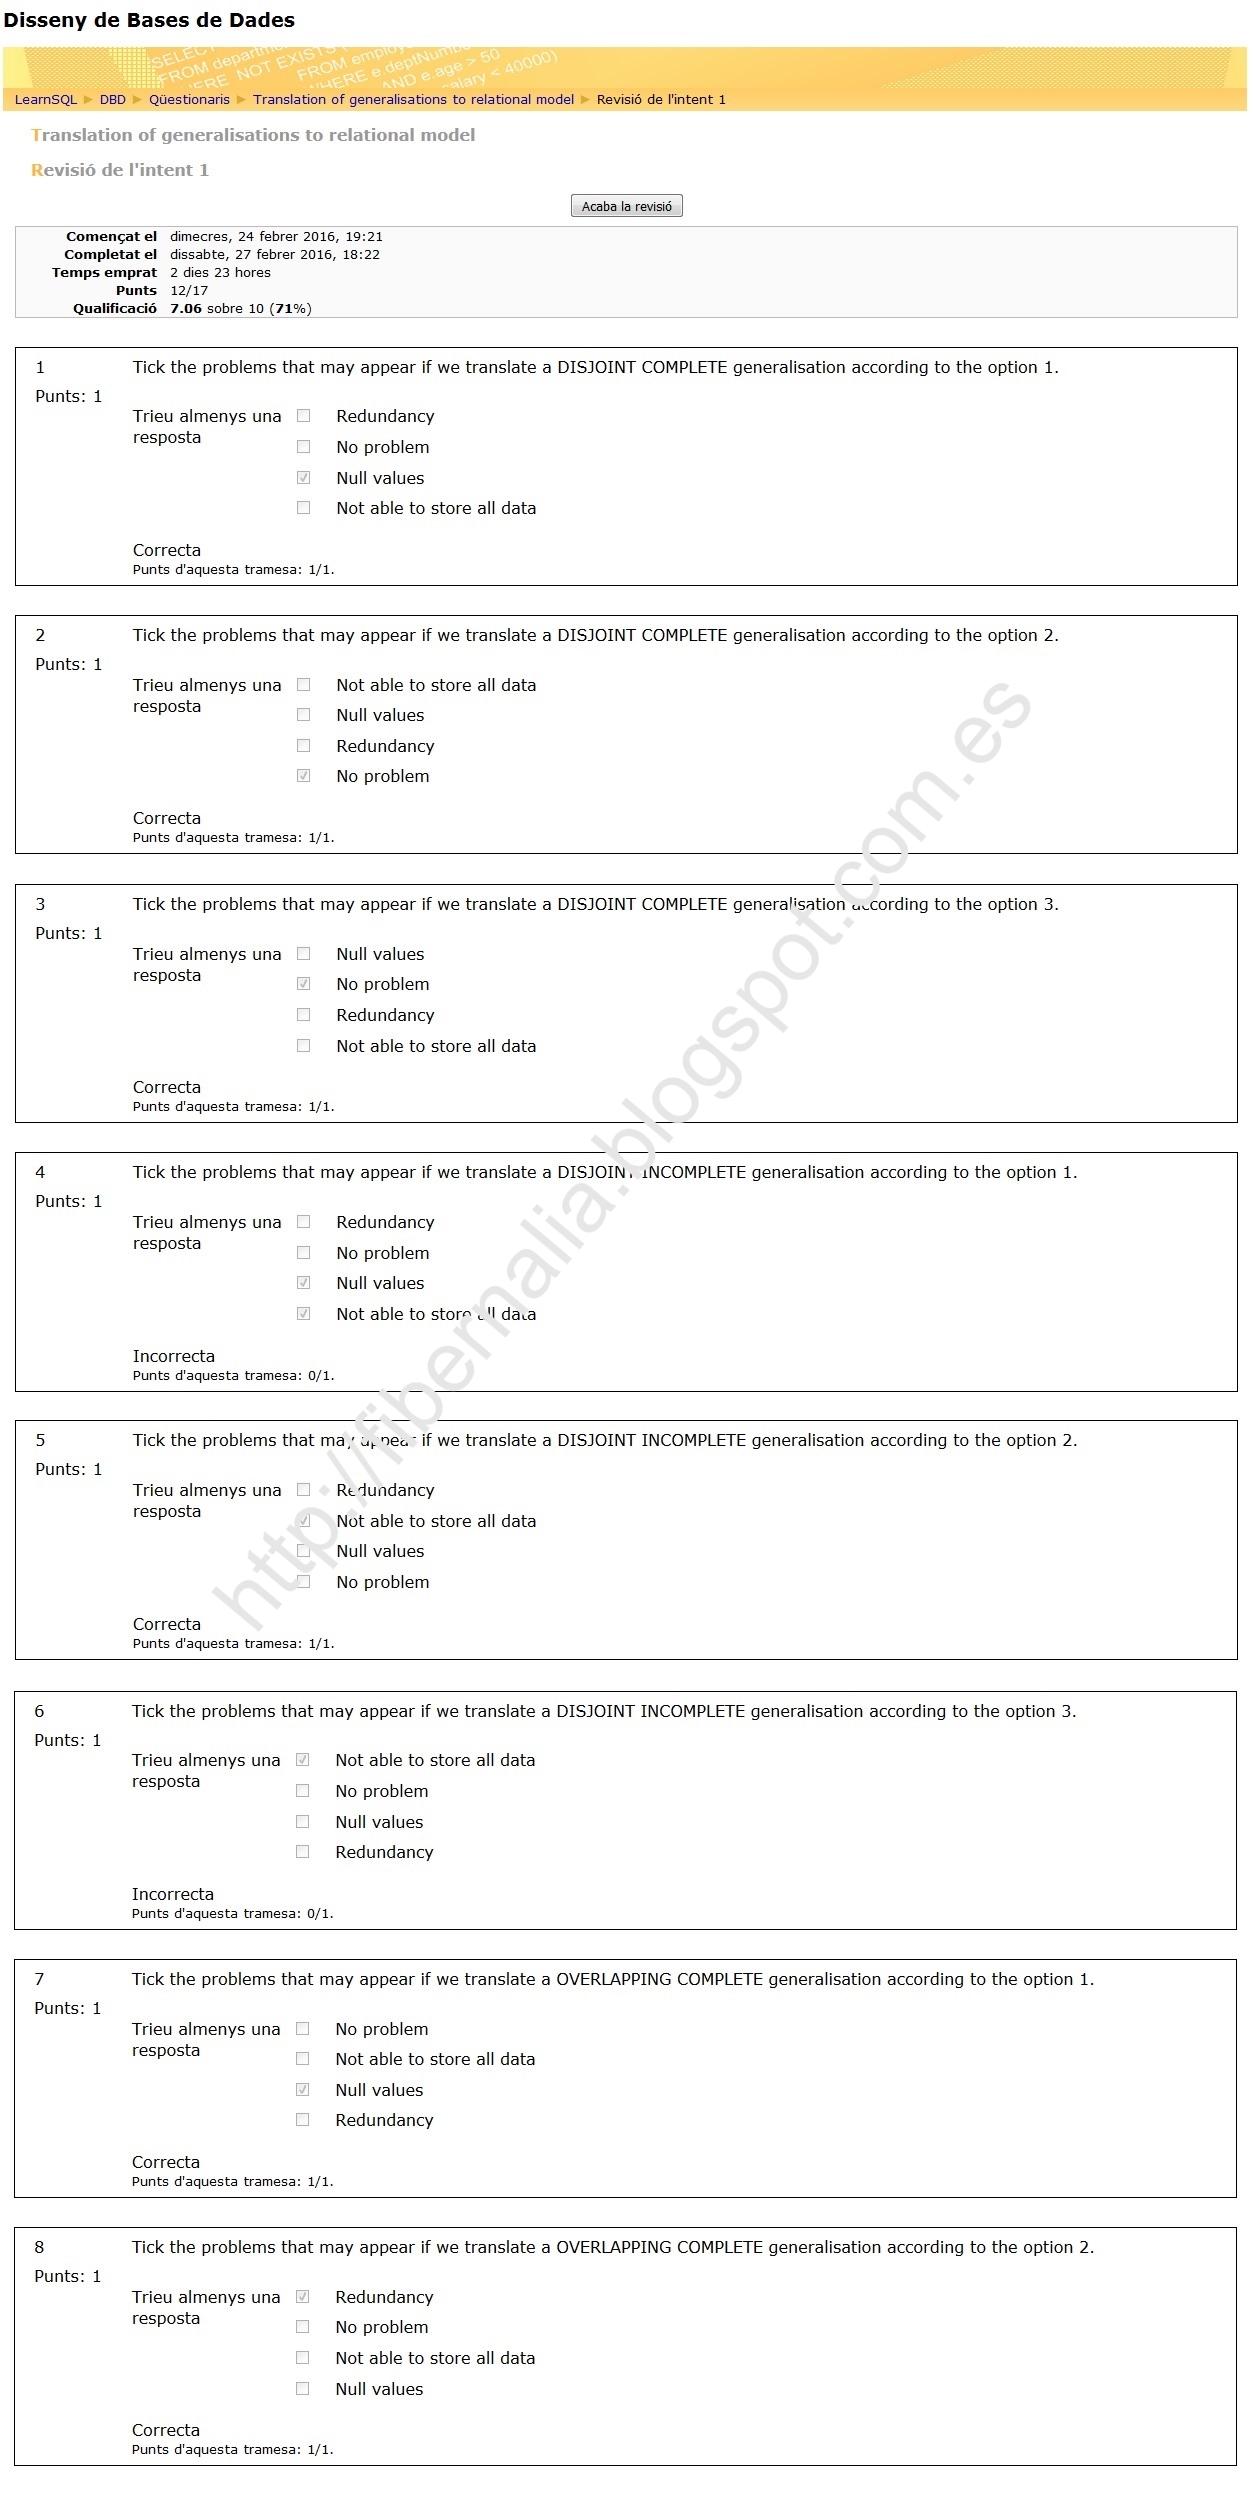 Disseny de Bases de Dades
SELECT
FROM departm
WHERE NOT EXISTS (
FROM employ
WHERE e.deptNumbe
AND e.age > 50
salary < 40000)
LearnSQL ► DBD ► Qüestionaris ► Translation of generalisations to relational model ► Revisió de l'intent 1
Translation of generalisations to relational model
Revisió de l'intent 1
Acaba la revisió
Començat el dimecres, 24 febrer 2016, 19:21
Completat el dissabte, 27 febrer 2016, 18:22
Temps emprat 2 dies 23 hores
Punts 12/17
Qualificació 7.06 sobre 10 (71%)
1 Tick the problems that may appear if we translate a DISJOINT COMPLETE generalisation according to the option 1.
Punts: 1
Trieu almenys una resposta
Redundancy
No problem
Null values
Not able to store all data
Correcta
Punts d'aquesta tramesa: 1/1.
2 Tick the problems that may appear if we translate a DISJOINT COMPLETE generalisation according to the option 2.
Punts: 1
Trieu almenys una resposta
Not able to store all data
Null values
Redundancy
No problem
Correcta
Punts d'aquesta tramesa: 1/1.
3 Tick the problems that may appear if we translate a DISJOINT COMPLETE generalisation according to the option 3.
Punts: 1
Trieu almenys una resposta
Null values
No problem
Redundancy
Not able to store all data
Correcta
Punts d'aquesta tramesa: 1/1.
4 Tick the problems that may appear if we translate a DISJOINT INCOMPLETE generalisation according to the option 1.
Punts: 1
Trieu almenys una resposta
Redundancy
No problem
Null values
Not able to store all data
Incorrecta
Punts d'aquesta tramesa: 0/1.
5 Tick the problems that may appear if we translate a DISJOINT INCOMPLETE generalisation according to the option 2.
Punts: 1
Trieu almenys una resposta
Redundancy
Not able to store all data
Null values
No problem
Correcta
Punts d'aquesta tramesa: 1/1.
6 Tick the problems that may appear if we translate a DISJOINT INCOMPLETE generalisation according to the option 3.
Punts: 1
Trieu almenys una resposta
Not able to store all data
No problem
Null values
Redundancy
Incorrecta
Punts d'aquesta tramesa: 0/1.
7 Tick the problems that may appear if we translate a OVERLAPPING COMPLETE generalisation according to the option 1.
Punts: 1
Trieu almenys una resposta
No problem
Not able to store all data
Null values
Redundancy
Correcta
Punts d'aquesta tramesa: 1/1.
8 Tick the problems that may appear if we translate a OVERLAPPING COMPLETE generalisation according to the option 2.
Punts: 1
Trieu almenys una resposta
Redundancy
No problem
Not able to store all data
Null values
Correcta
Punts d'aquesta tramesa: 1/1.
http://fibernalia.blogspot.com.es